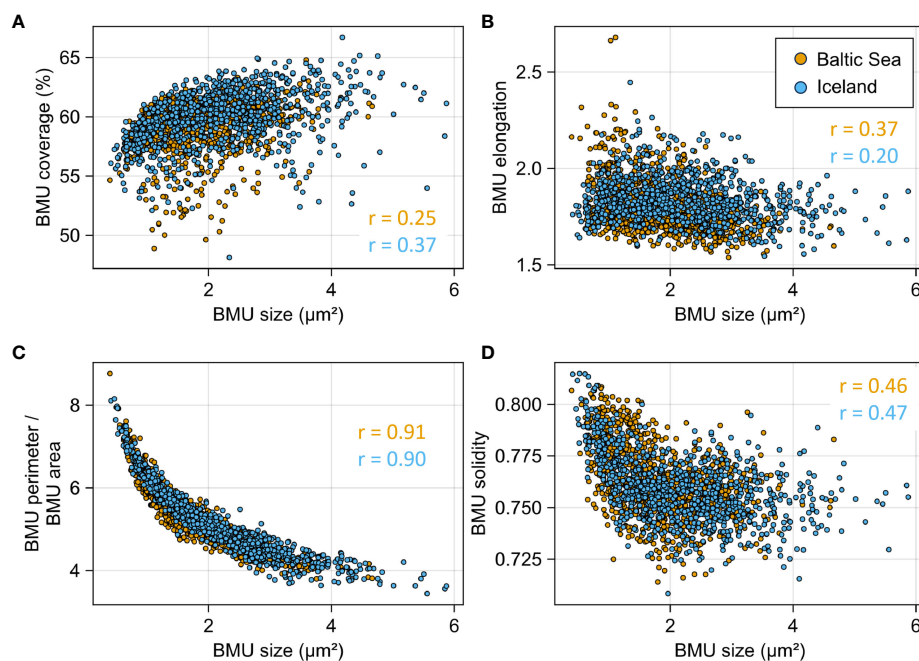 A
BMU coverage (%)
65
60
55
50
r = 0.25
r = 0.37
2
4
6
BMU size (µm²)
B
BMU elongation
2.5
2.0
1.5
Baltic Sea
Iceland
r = 0.37
r = 0.20
2
4
6
BMU size (µm²)
C
BMU perimeter /
BMU area
8
6
4
r = 0.91
r = 0.90
2
4
6
BMU size (µm²)
D
BMU solidity
0.800
0.775
0.750
0.725
r = 0.46
r = 0.47
2
4
6
BMU size (µm²)